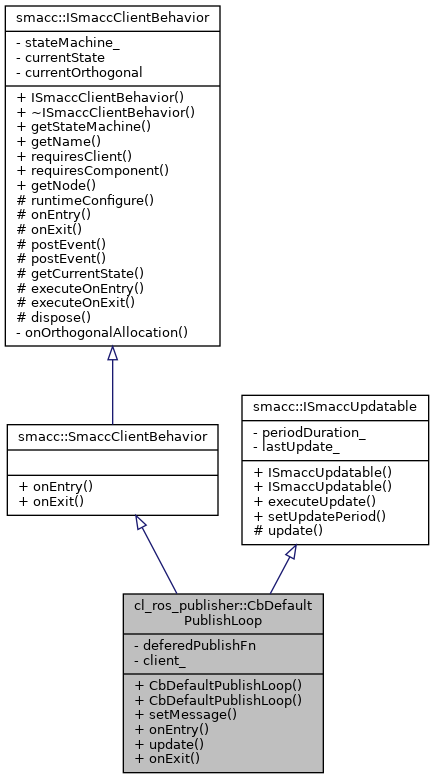 smacc::ISmaccClientBehavior
- stateMachine_
- currentState
- currentOrthogonal
+ ISmaccClientBehavior()
+ ~ISmaccClientBehavior()
+ getStateMachine()
+ getName()
+ requiresClient()
+ requiresComponent()
+ getNode()
# runtimeConfigure()
# onEntry()
# onExit()
# postEvent()
# postEvent()
# getCurrentState()
# executeOnEntry()
# executeOnExit()
# dispose()
- onOrthogonalAllocation()
smacc::SmaccClientBehavior
+ onEntry()
+ onExit()
smacc::ISmaccUpdatable
- periodDuration_
- lastUpdate_
+ ISmaccUpdatable()
+ ISmaccUpdatable()
+ executeUpdate()
+ setUpdatePeriod()
# update()
cl_ros_publisher::CbDefault
PublishLoop
- deferedPublishFn
- client_
+ CbDefaultPublishLoop()
+ CbDefaultPublishLoop()
+ setMessage()
+ onEntry()
+ update()
+ onExit()